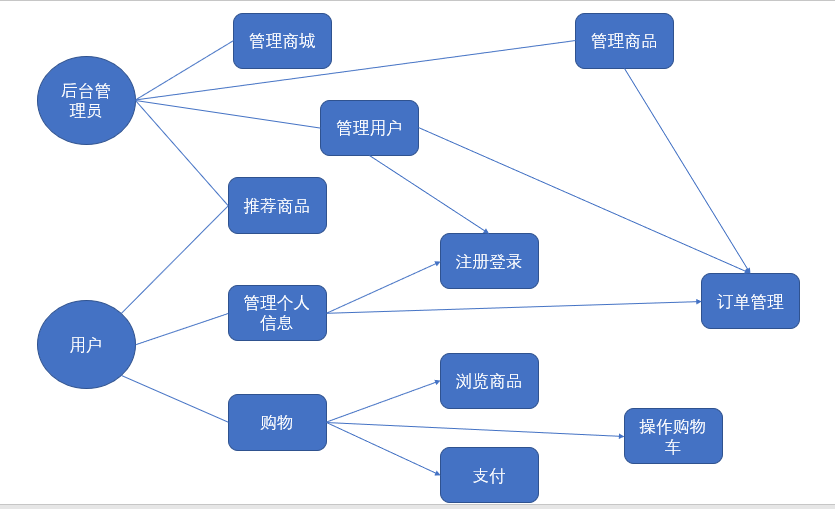 管理商城
管理商品
后台管
理员
管理用户
推荐商品
注册登录
管理个人
信息
订单管理
用户
浏览商品
购物
操作购物
车
支付